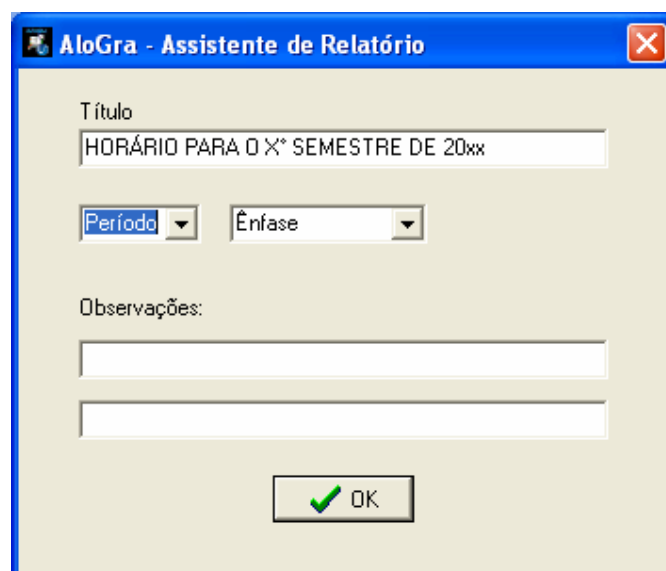 AloGra - Assistente de Relatório
Título
HORÁRIO PARA O X° SEMESTRE DE 20xx
Período Ênfase
Observações:
OK